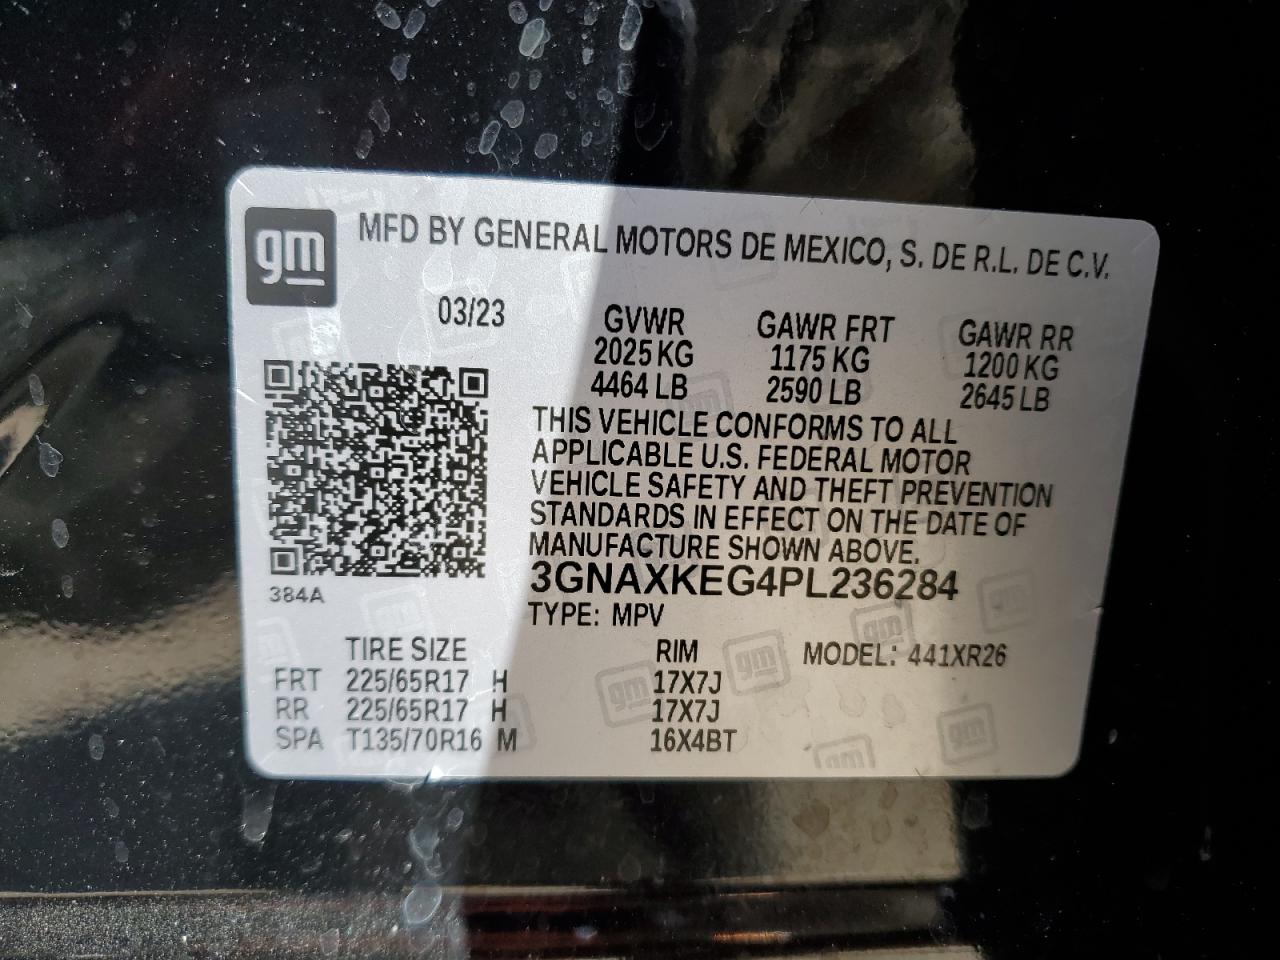 gm
MFD BY GENERAL MOTORS DE MEXICO, S. DE R.L. DE C.V.
03/23 GVWR GAWR FRT GAWR RR
2025 KG 1175 KG 1200 KG
4464 LB 2590 LB 2645 LB
THIS VEHICLE CONFORMS TO ALL
APPLICABLE U.S. FEDERAL MOTOR
VEHICLE SAFETY AND THEFT PREVENTION
STANDARDS IN EFFECT ON THE DATE OF
MANUFACTURE SHOWN ABOVE.
3GNAXKEG4PL236284
384A
TYPE: MPV
TIRE SIZE RIM MODEL: 441XR26
FRT 225/65R17 H 17X7J
RR 225/65R17 H 17X7J
SPA T135/70R16 M 16X4BT